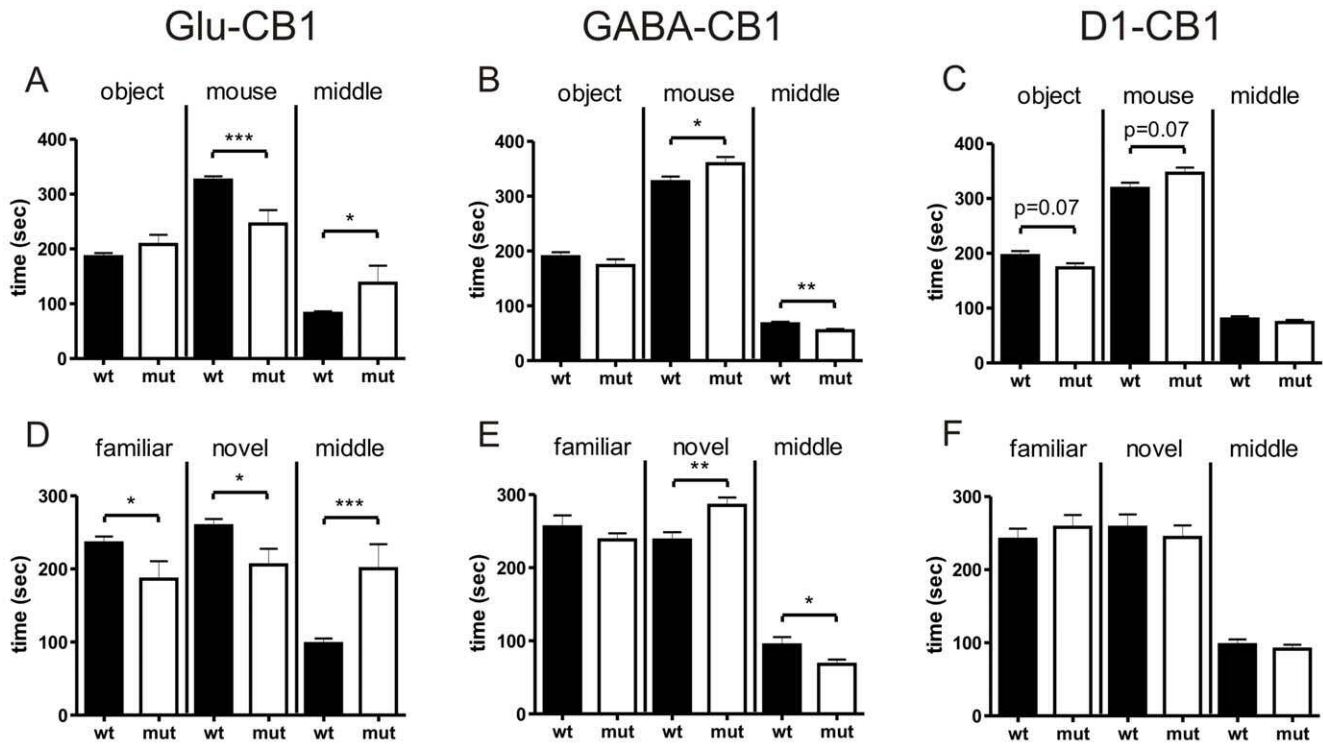 Glu-CB1 GABA-CB1 D1-CB1
A
object mouse middle
***
*
time (sec)
400
300
200
100
0
wt mut wt mut wt mut
B
object mouse middle
*
**
time (sec)
400
300
200
100
0
wt mut wt mut wt mut
C
object mouse middle
p=0.07
p=0.07
time (sec)
400
300
200
100
0
wt mut wt mut wt mut
D
familiar novel middle
* * ***
time (sec)
300
200
100
0
wt mut wt mut wt mut
E
familiar novel middle
**
*
time (sec)
300
200
100
0
wt mut wt mut wt mut
F
familiar novel middle
time (sec)
300
200
100
0
wt mut wt mut wt mut